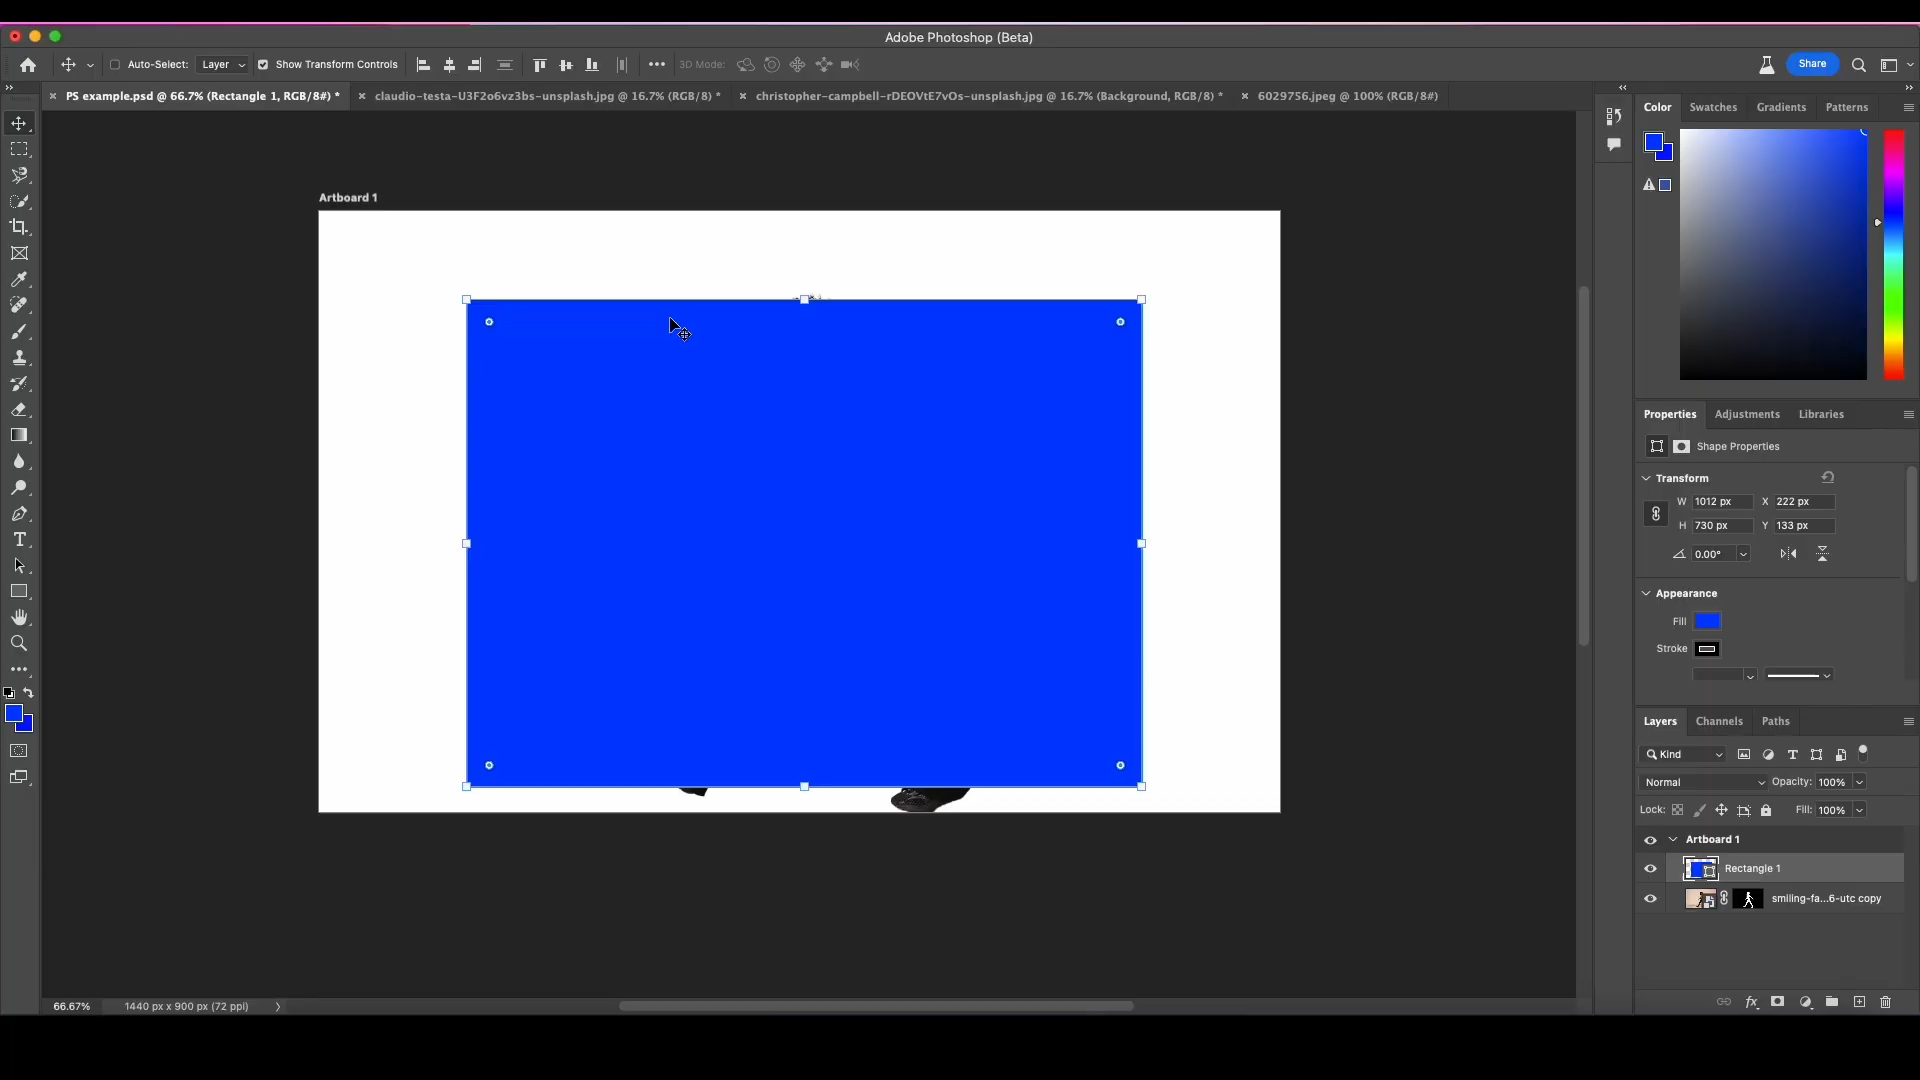 Adobe Photoshop (Beta)
Auto-Select: Layer Show Transform Controls 3D Mode: Share
PS example.psd @ 66.7% (Rectangle 1, RGB/8#) * claudio-testa-U3F2o6vz3bs-unsplash.jpg @ 16.7% (RGB/8) * christopher-campbell-rDEOVtE7vOs-unsplash.jpg @ 16.7% (Background, RGB/8) * 6029756.jpeg @ 100% (RGB/8#)
Color Swatches Gradients Patterns
Artboard 1
Properties Adjustments Libraries
Shape Properties
Transform
W 1012 px X 222 px
H 730 px Y 133 px
0.00°
Appearance
Fill
Stroke
Layers Channels Paths
Kind
Normal Opacity: 100%
Lock: Fill: 100%
Artboard 1
Rectangle 1
smiling-fa...6-utc copy
66.67% 1440 px x 900 px (72 ppi)